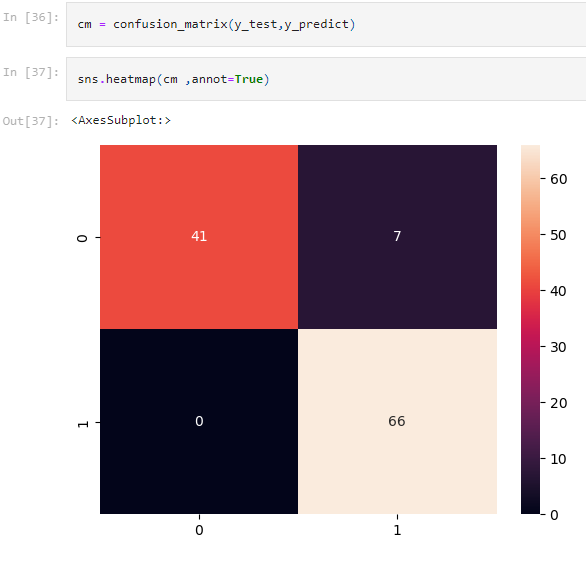 In [36]: cm = confusion_matrix(y_test,y_predict)
In [37]: sns.heatmap(cm ,annot=True)
Out[37]: <AxesSubplot:>
60
0 41 7
50
40
30
20
1 0 66
10
0
0 1